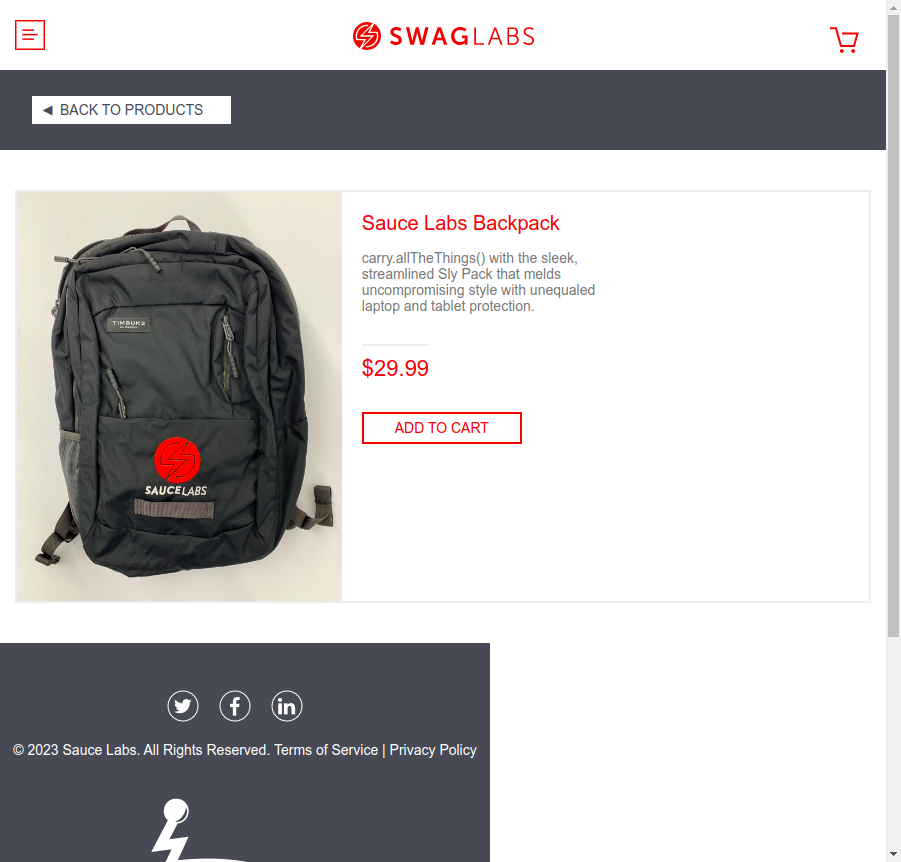 SWAGLABS
◄ BACK TO PRODUCTS
TIMBUK2
SAUCELABS
Sauce Labs Backpack
carry.allTheThings() with the sleek,
streamlined Sly Pack that melds
uncompromising style with unequaled
laptop and tablet protection.
$29.99
ADD TO CART
© 2023 Sauce Labs. All Rights Reserved. Terms of Service | Privacy Policy